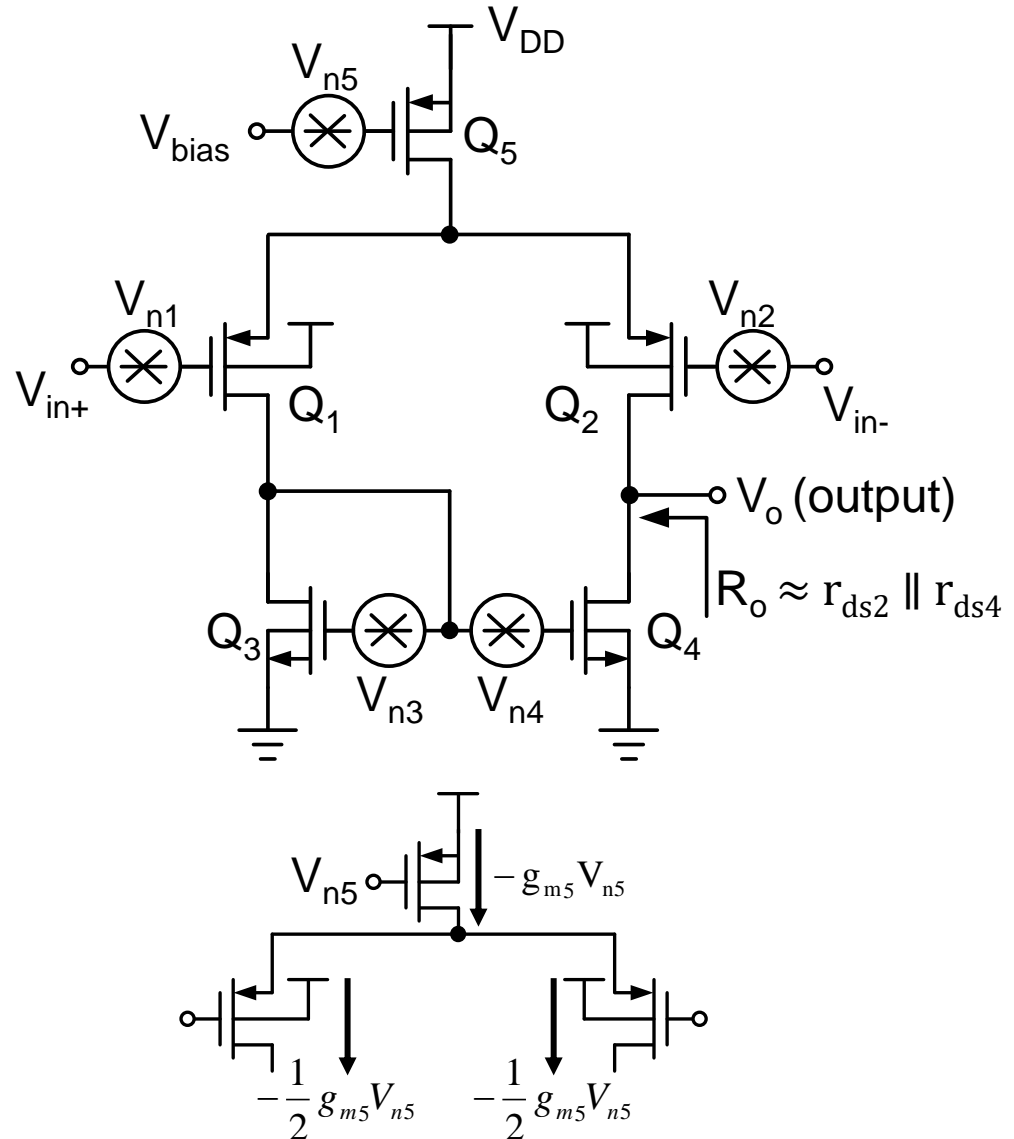 V_DD
V_n5
V_bias
Q_5
V_n1
V_n2
V_in+
Q_1
Q_2
V_in-
V_o (output)
R_o ≈ r_ds2 ∥ r_ds4
Q_3
Q_4
V_n3
V_n4
V_n5
− g_m5 V_n5
− 1/2 g_m5 V_n5
− 1/2 g_m5 V_n5